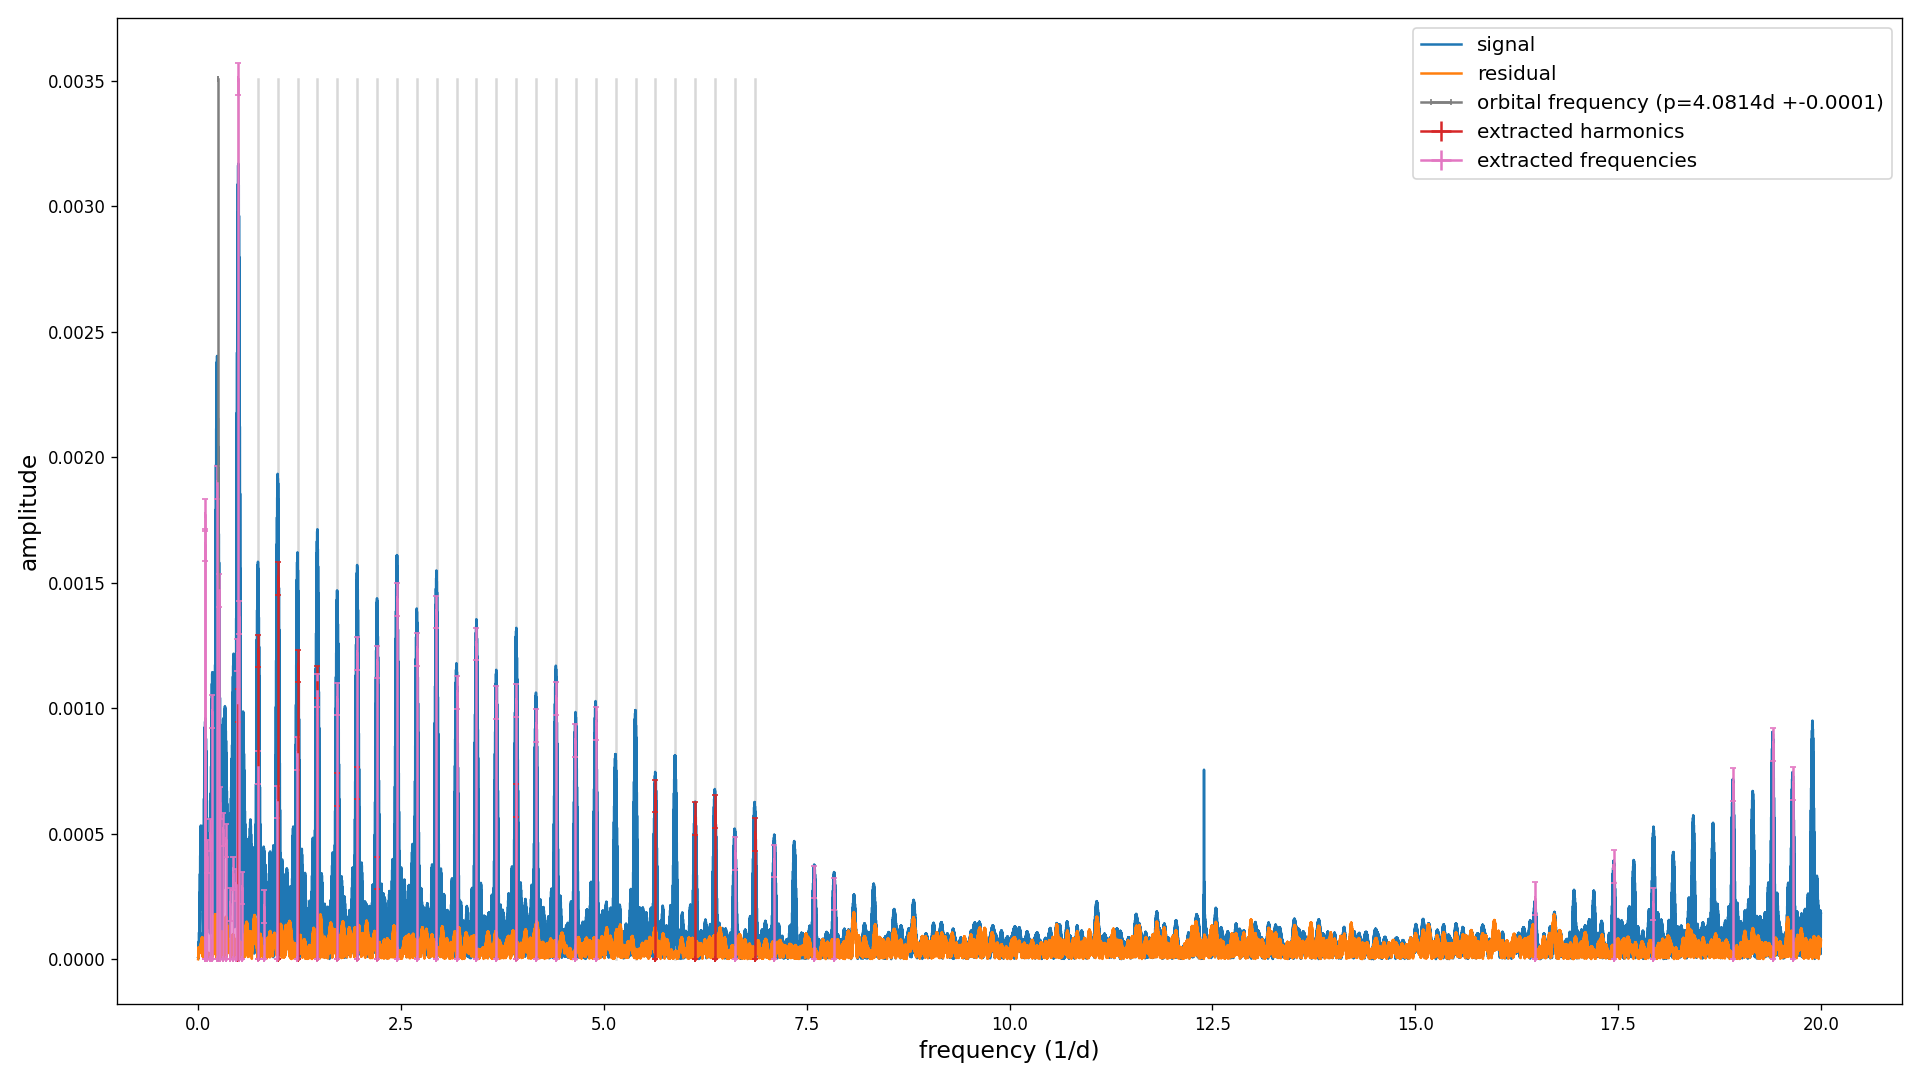 signal
residual
orbital frequency (p=4.0814d +-0.0001)
extracted harmonics
extracted frequencies
amplitude
0.0035
0.0030
0.0025
0.0020
0.0015
0.0010
0.0005
0.0000
0.0 2.5 5.0 7.5 10.0 12.5 15.0 17.5 20.0
frequency (1/d)